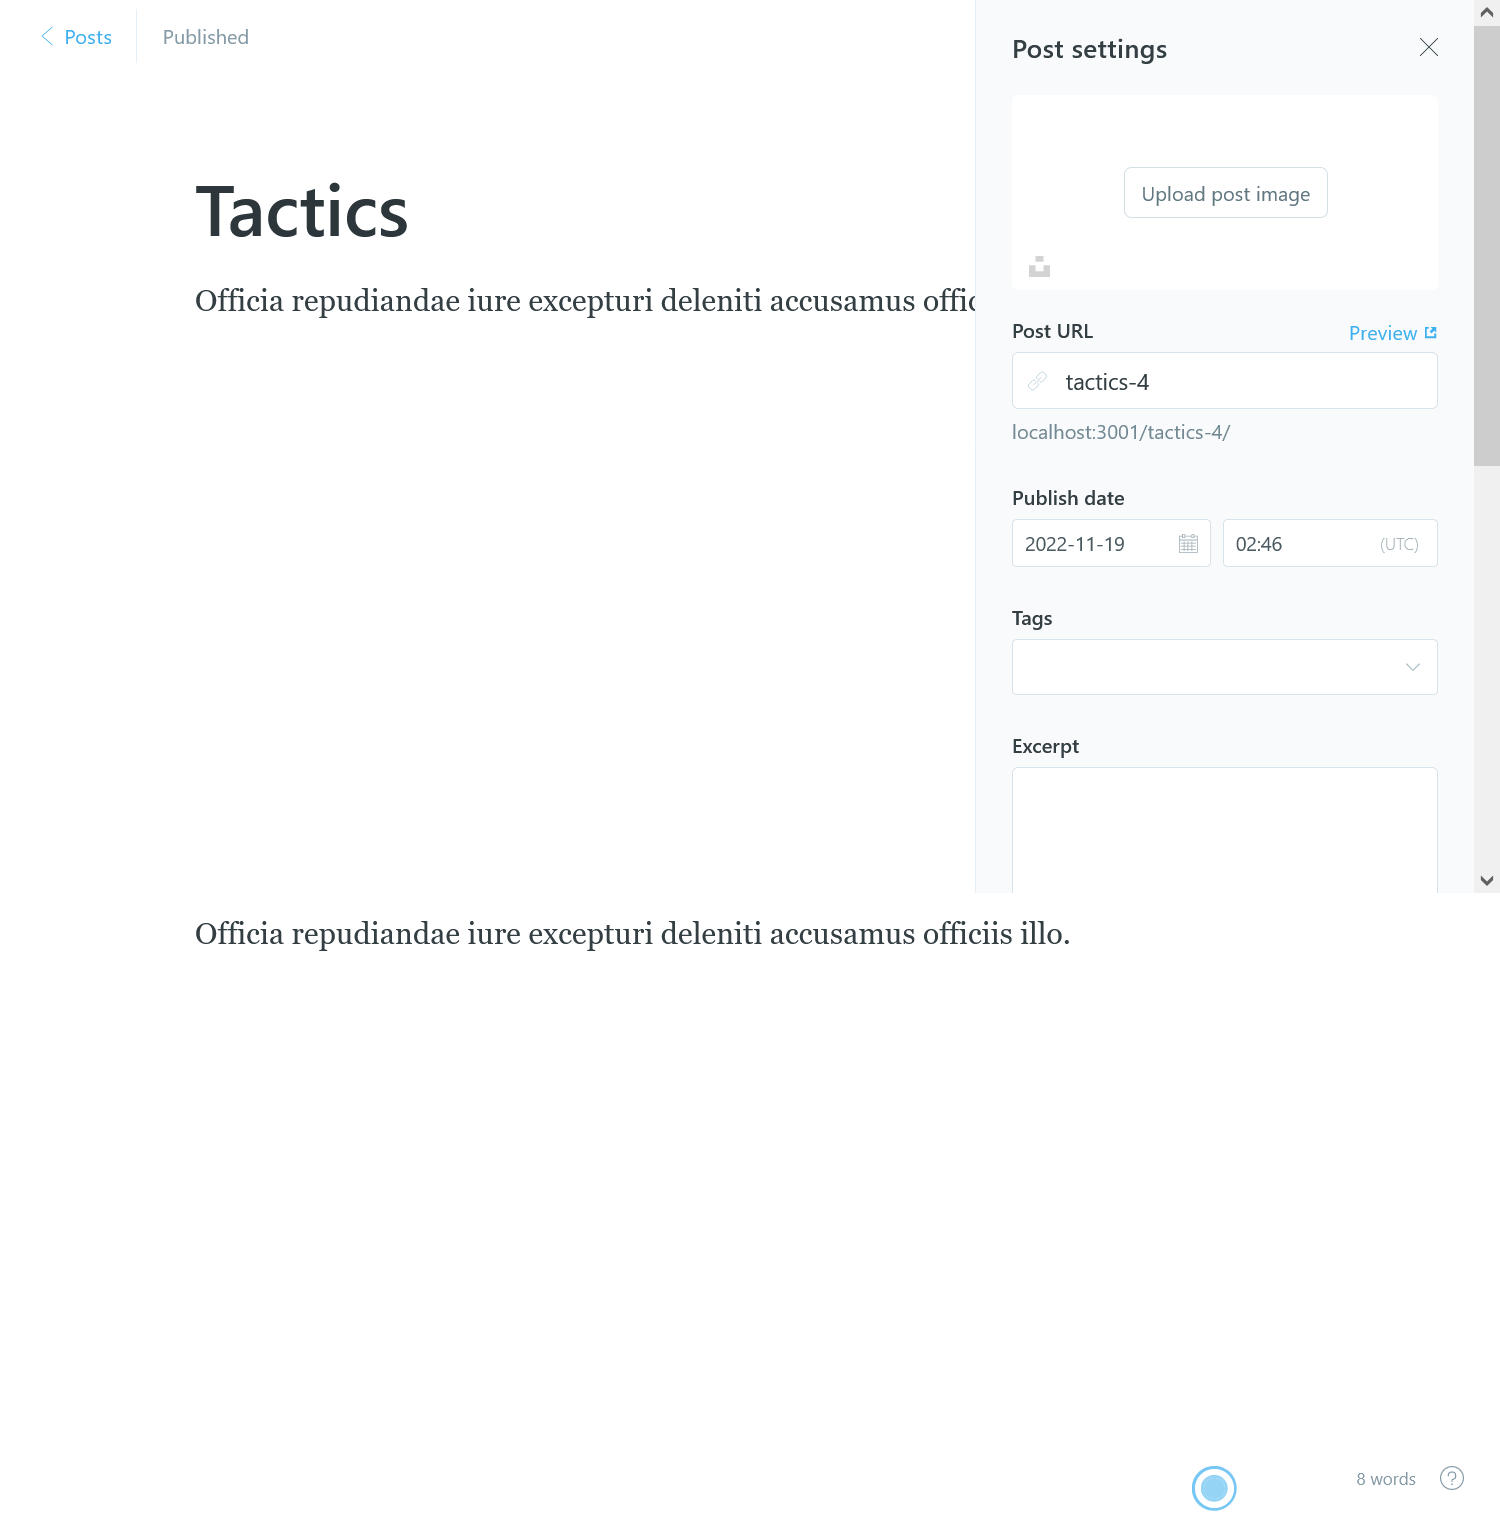 Posts
Published
Tactics
Officia repudiandae iure excepturi deleniti accusamus offic
Post settings
Upload post image
Post URL
Preview
tactics-4
localhost:3001/tactics-4/
Publish date
2022-11-19
02:46
(UTC)
Tags
Excerpt
Officia repudiandae iure excepturi deleniti accusamus officiis illo.
8 words
?